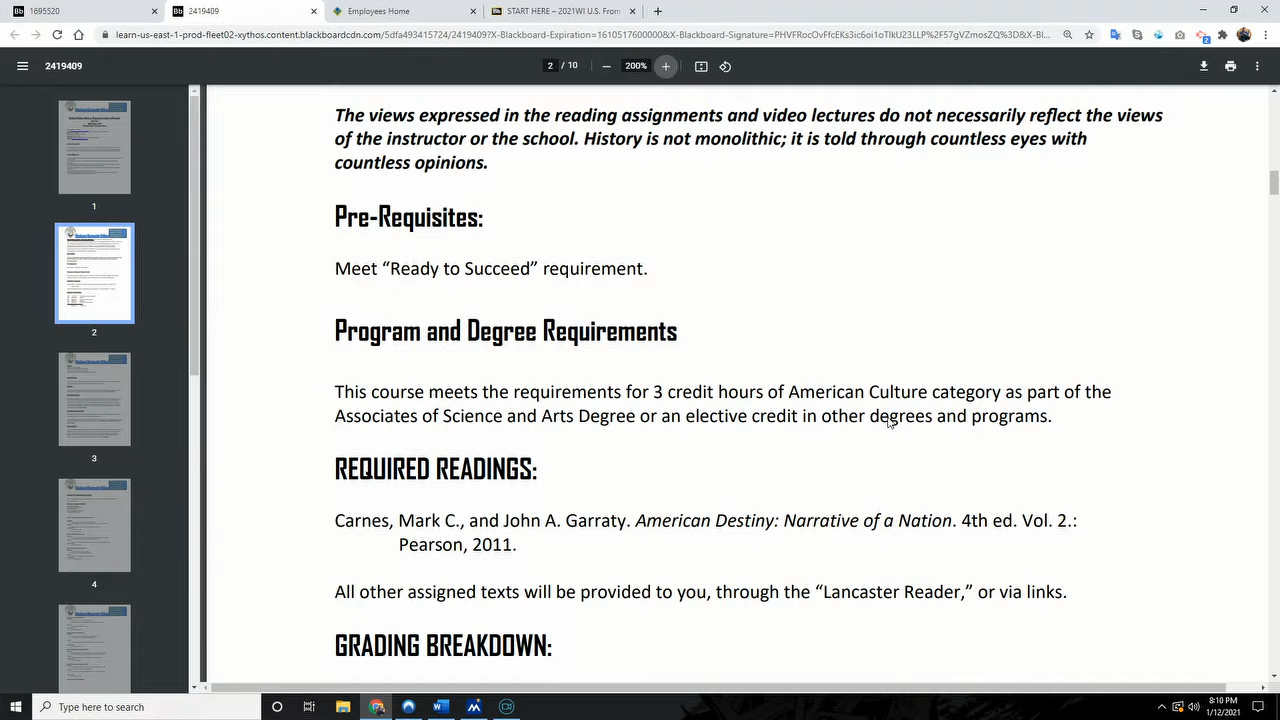 1695520
2419409
Employees Home
START HERE – 2021WI U.S. From
learn-us-east-1-prod-fleet02-xythos.content.blackboardcdn.com/5dfa493415724/2419409?X-Blackboard-Expiration=1610517600000&X-Blackboard-Signature=
2419409
2 / 10
200%
The views expressed in the reading assignments and video lectures do not necessarily reflect the views
of the instructor or the school. History is not monolithic; it is told through countless eyes with
countless opinions.
Pre-Requisites:
Meet “Ready to Succeed” requirement.
Program and Degree Requirements
This course meets the requirements for 3 credit hours of American Culture category as part of the
Associates of Science and Arts Degree or an elective credit in other degrees and programs.
REQUIRED READINGS:
Carnes, Mark C., and John A. Garraty. American Destiny: Narrative of a Nation. 4th ed. Vol. 2.:
Pearson, 2011.
All other assigned texts will be provided to you, through the “Lancaster Reader,” or via links.
GRADING BREAKDOWN:
1
2
3
4
Type here to search
8:10 PM
1/12/2021